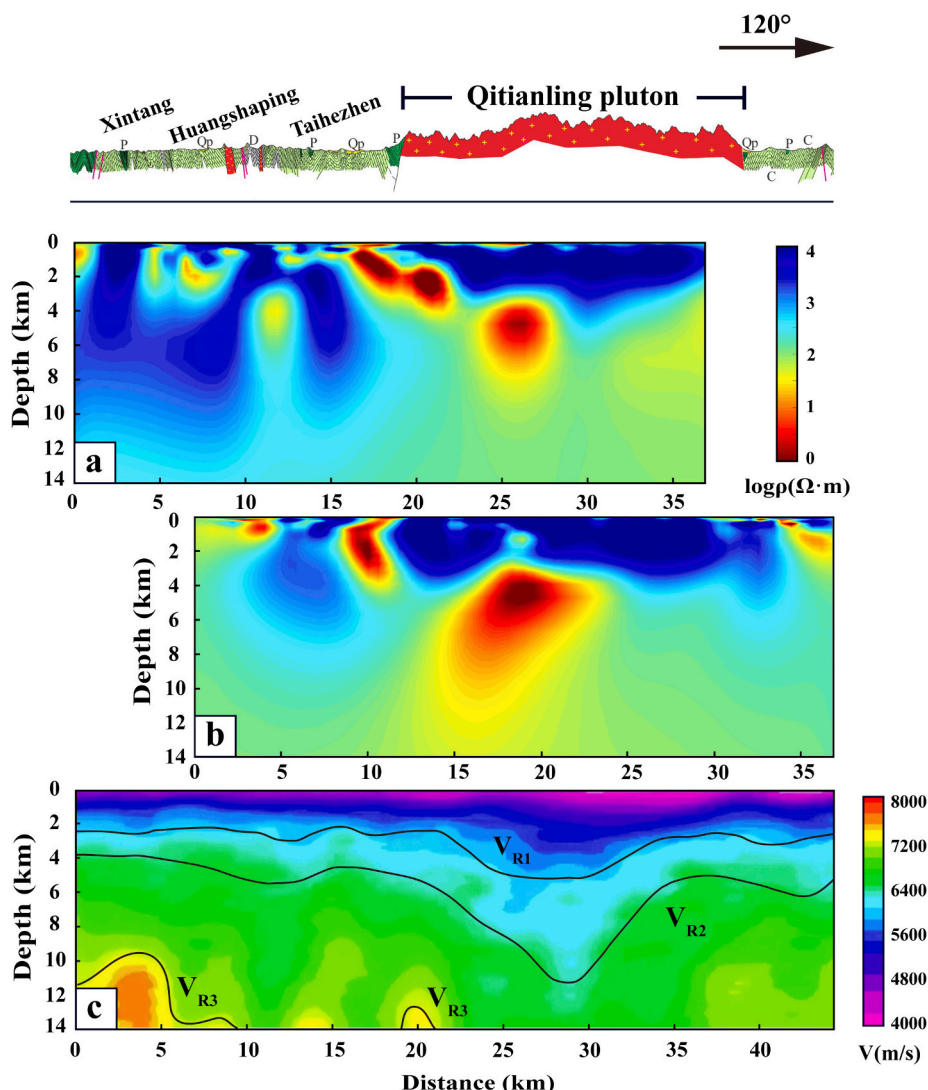 120°
Xintang
Huangshaping
Taihezhen
Qitianling pluton
P Qp D P Qp P Qp P C
C
0
2
4
6
8
10
12
14
Depth (km)
a
0 5 10 15 20 25 30 35
4
3
2
1
0
logρ(Ω·m)
0
2
4
6
8
10
12
14
Depth (km)
b
0 5 10 15 20 25 30 35
0
2
4
6
8
10
12
14
Depth (km)
c
VR1
VR2
VR3
VR3
0 5 10 15 20 25 30 35 40
Distance (km)
8000
7200
6400
5600
4800
4000
V(m/s)